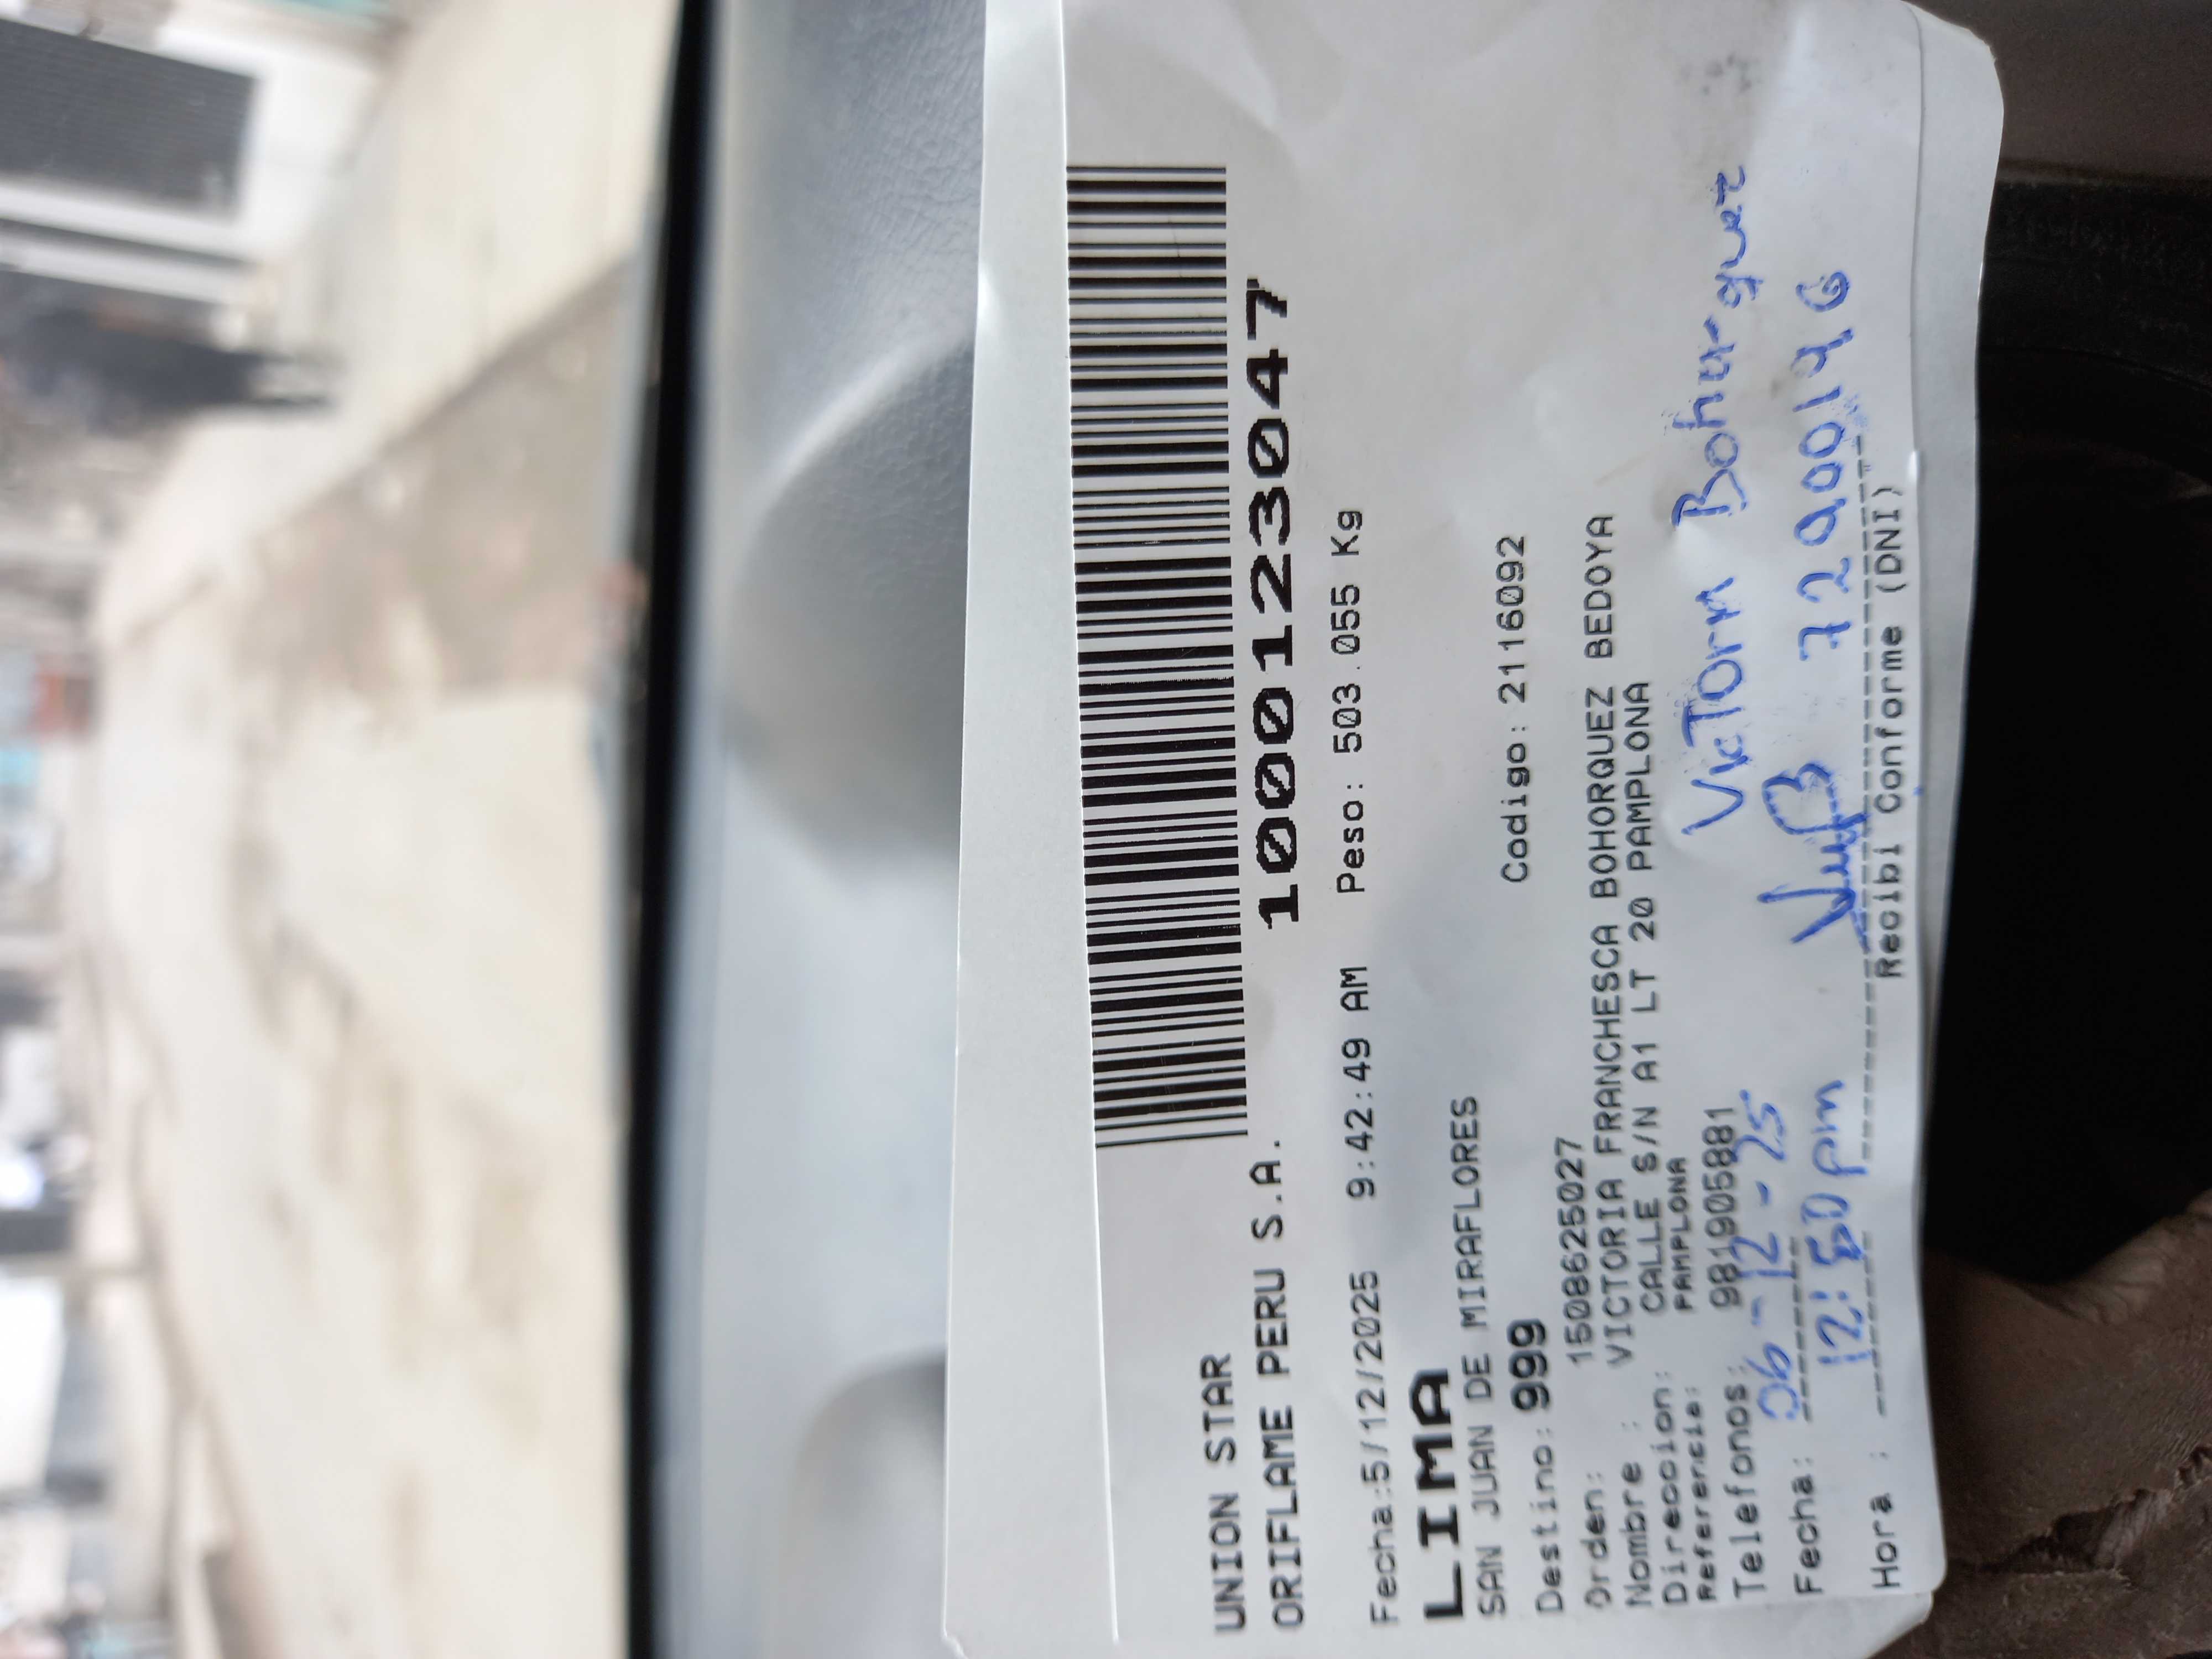 UNION STAR
ORIFLAME PERU S.A.
1000123047
Fecha:5/12/2025 9:42:49 AM Peso: 503.055 Kg
LIMA
SAN JUAN DE MIRAFLORES
Destino: 999 Codigo: 2116092
Orden: 1508625027
Nombre : VICTORIA FRANCHESCA BOHORQUEZ BEDOYA
Direccion: CALLE S/N A1 LT 20 PAMPLONA
Referencia: PAMPLONA
Telefonos: 981905881
Victoria Bohorquez
Fecha: 06-12-25
72900196
Hora : 12:50 pm
Recibi Conforme (DNI)